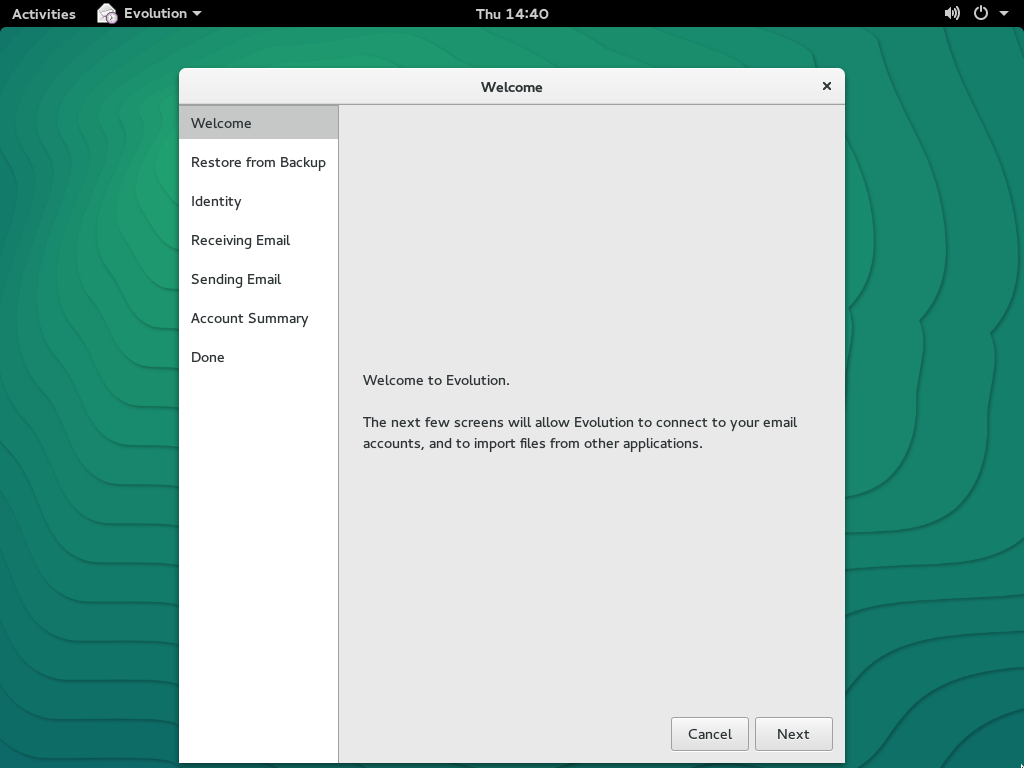 Activities Evolution Thu 14:40
Welcome
Welcome
Restore from Backup
Identity
Receiving Email
Sending Email
Account Summary
Done
Welcome to Evolution.
The next few screens will allow Evolution to connect to your email
accounts, and to import files from other applications.
Cancel Next